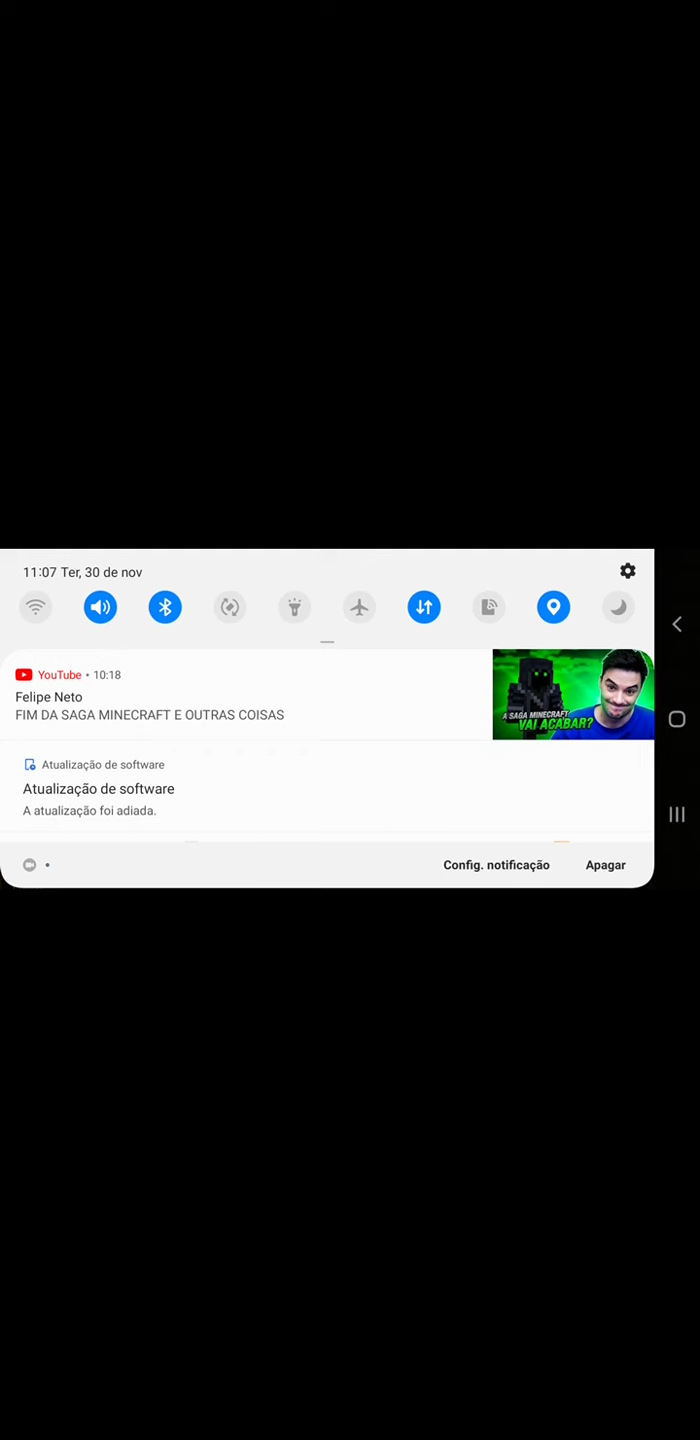 11:07 Ter, 30 de nov
YouTube • 10:18
Felipe Neto
FIM DA SAGA MINECRAFT E OUTRAS COISAS
A SAGA MINECRAFT
VAI ACABAR?
Atualização de software
Atualização de software
A atualização foi adiada.
Config. notificação
Apagar